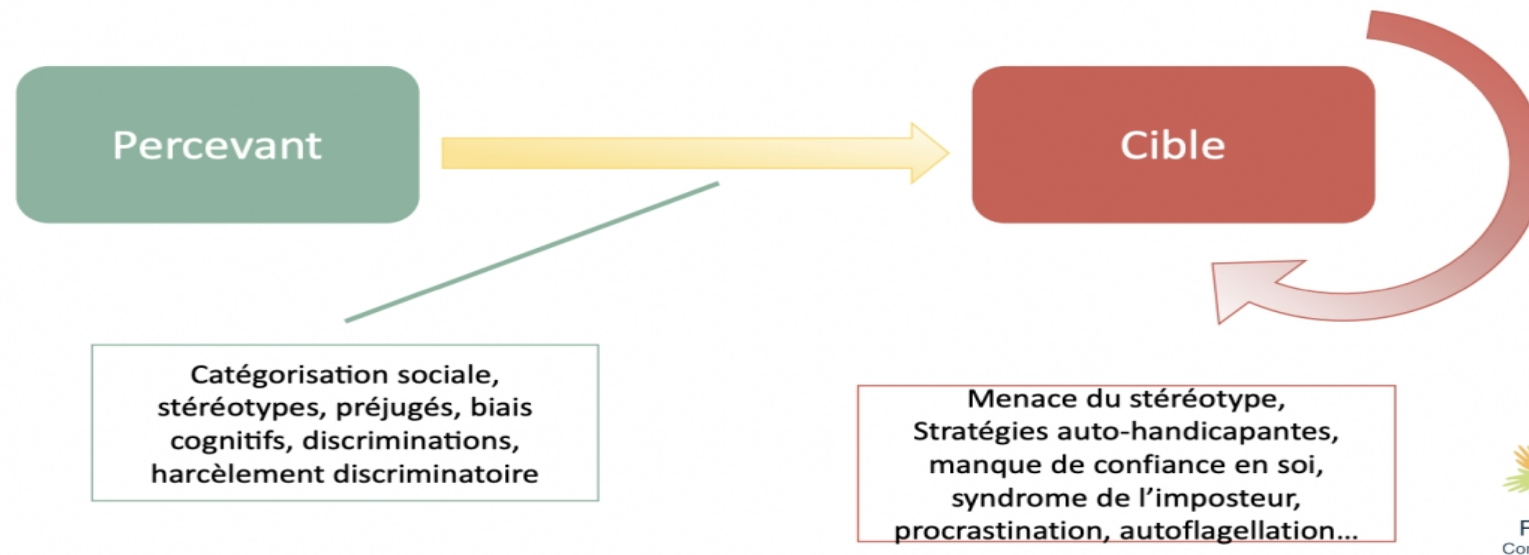 Percevant
Cible
Catégorisation sociale,
stéréotypes, préjugés, biais
cognitifs, discriminations,
harcèlement discriminatoire
Menace du stéréotype,
Stratégies auto-handicapantes,
manque de confiance en soi,
syndrome de l’imposteur,
procrastination, autoflagellation…